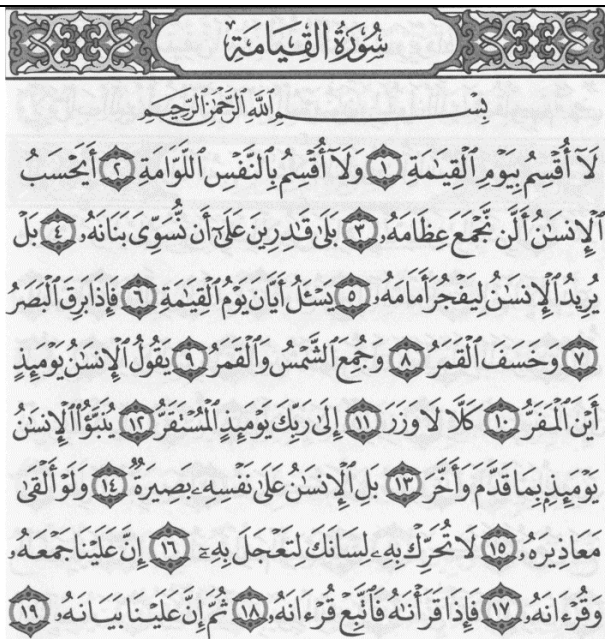 سُورَةُ القِيَامَةِ
بِسْمِ اللَّهِ الرَّحْمَٰنِ الرَّحِيمِ
لَآ أُقْسِمُ بِيَوْمِ ٱلْقِيَٰمَةِ ١ وَلَآ أُقْسِمُ بِٱلنَّفْسِ ٱللَّوَّامَةِ ٢ أَيَحْسَبُ
ٱلْإِنسَٰنُ أَلَّن نَّجْمَعَ عِظَامَهُۥ ٣ بَلَىٰ قَٰدِرِينَ عَلَىٰٓ أَن نُّسَوِّىَ بَنَانَهُۥ ٤ بَلْ
يُرِيدُ ٱلْإِنسَٰنُ لِيَفْجُرَ أَمَامَهُۥ ٥ يَسْـَٔلُ أَيَّانَ يَوْمُ ٱلْقِيَٰمَةِ ٦ فَإِذَا بَرِقَ ٱلْبَصَرُ
٧ وَخَسَفَ ٱلْقَمَرُ ٨ وَجُمِعَ ٱلشَّمْسُ وَٱلْقَمَرُ ٩ يَقُولُ ٱلْإِنسَٰنُ يَوْمَئِذٍ
أَيْنَ ٱلْمَفَرُّ ١٠ كَلَّا لَا وَزَرَ ١١ إِلَىٰ رَبِّكَ يَوْمَئِذٍ ٱلْمُسْتَقَرُّ ١٢ يُنَبَّؤُا۟ ٱلْإِنسَٰنُ
يَوْمَئِذٍۭ بِمَا قَدَّمَ وَأَخَّرَ ١٣ بَلِ ٱلْإِنسَٰنُ عَلَىٰ نَفْسِهِۦ بَصِيرَةٌ ١٤ وَلَوْ أَلْقَىٰ
مَعَاذِيرَهُۥ ١٥ لَا تُحَرِّكْ بِهِۦ لِسَانَكَ لِتَعْجَلَ بِهِۦٓ ١٦ إِنَّ عَلَيْنَا جَمْعَهُۥ
وَقُرْءَانَهُۥ ١٧ فَإِذَا قَرَأْنَٰهُ فَٱتَّبِعْ قُرْءَانَهُۥ ١٨ ثُمَّ إِنَّ عَلَيْنَا بَيَانَهُۥ ١٩